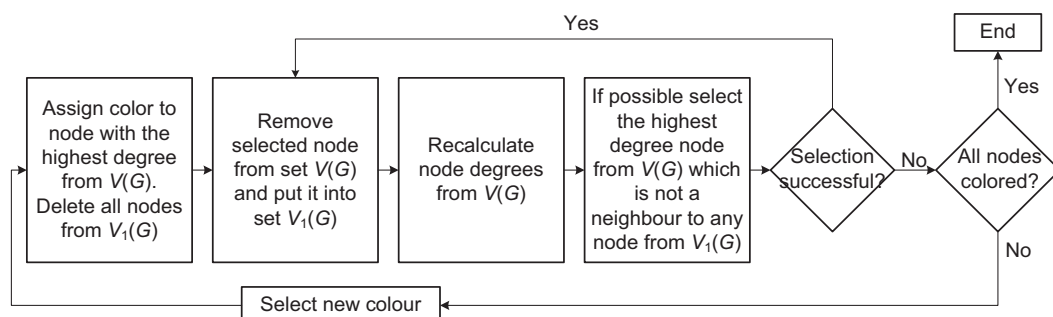 Yes
End
Yes
Assign color to
node with the
highest degree
from V(G).
Delete all nodes
from V₁(G)
Remove
selected node
from set V(G)
and put it into
set V₁(G)
Recalculate
node degrees
from V(G)
If possible select
the highest
degree node
from V(G) which
is not a
neighbour to any
node from V₁(G)
Selection
successful?
No
All nodes
colored?
No
Select new colour